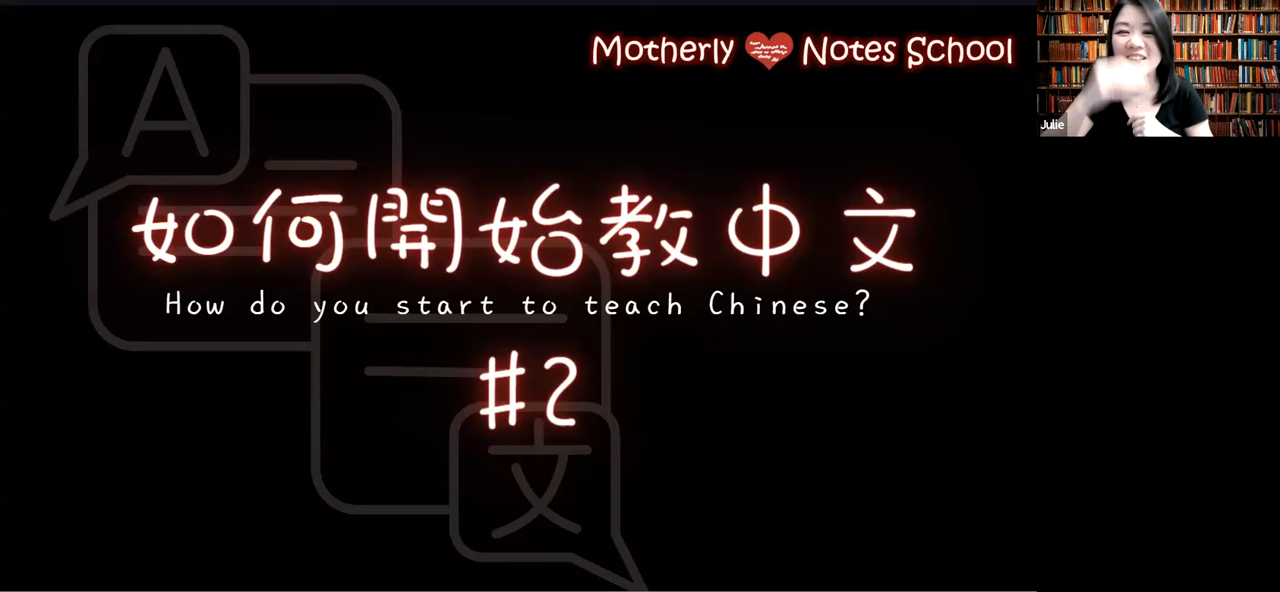 A
Motherly Notes School
Julie
如何開始教中文
How do you start to teach Chinese?
#2
文